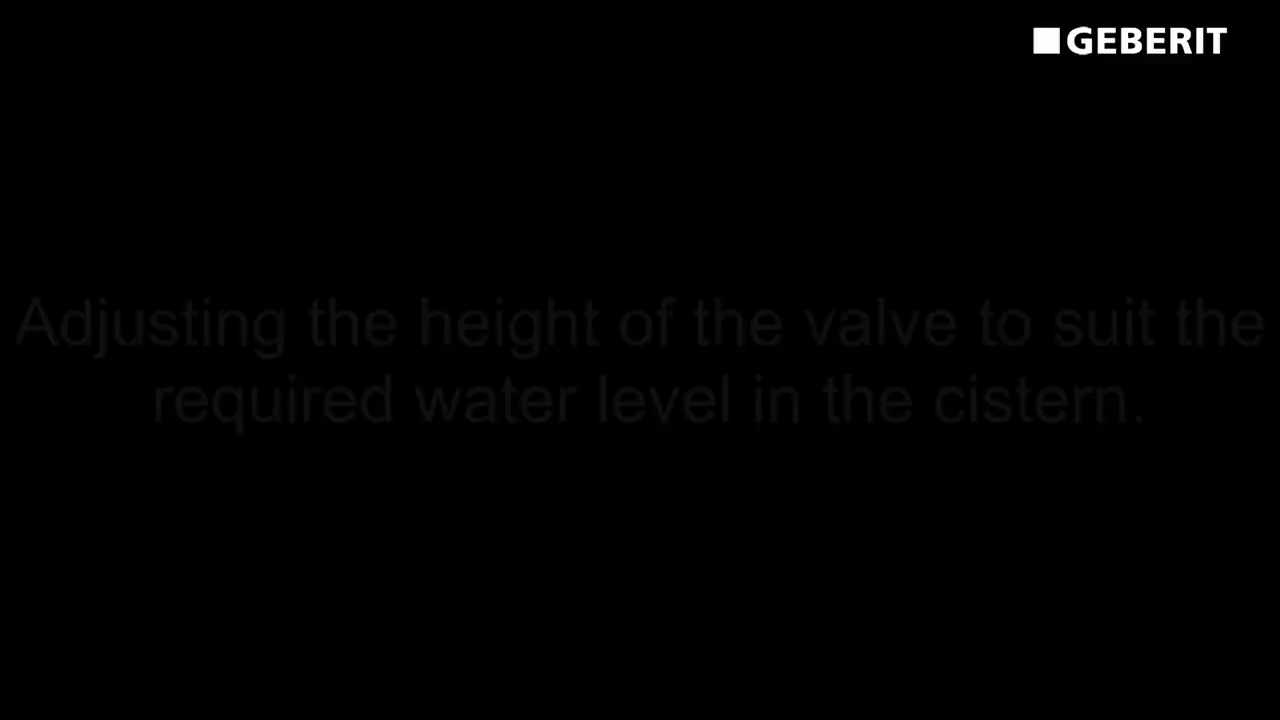 GEBERIT
Adjusting the height of the valve to suit the
required water level in the cistern.